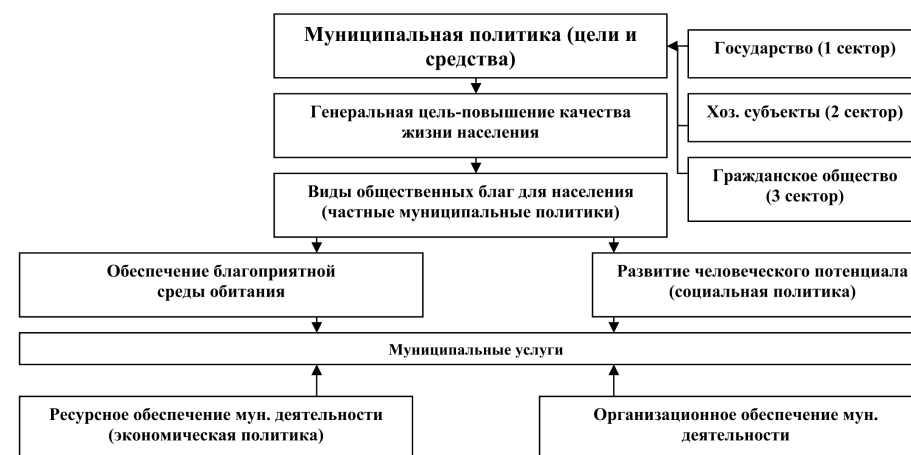 Муниципальная политика (цели и
средства)
Государство (1 сектор)
Генеральная цель-повышение качества
жизни населения
Хоз. субъекты (2 сектор)
Гражданское общество
(3 сектор)
Виды общественных благ для населения
(частные муниципальные политики)
Обеспечение благоприятной
среды обитания
Развитие человеческого потенциала
(социальная политика)
Муниципальные услуги
Ресурсное обеспечение мун. деятельности
(экономическая политика)
Организационное обеспечение мун.
деятельности